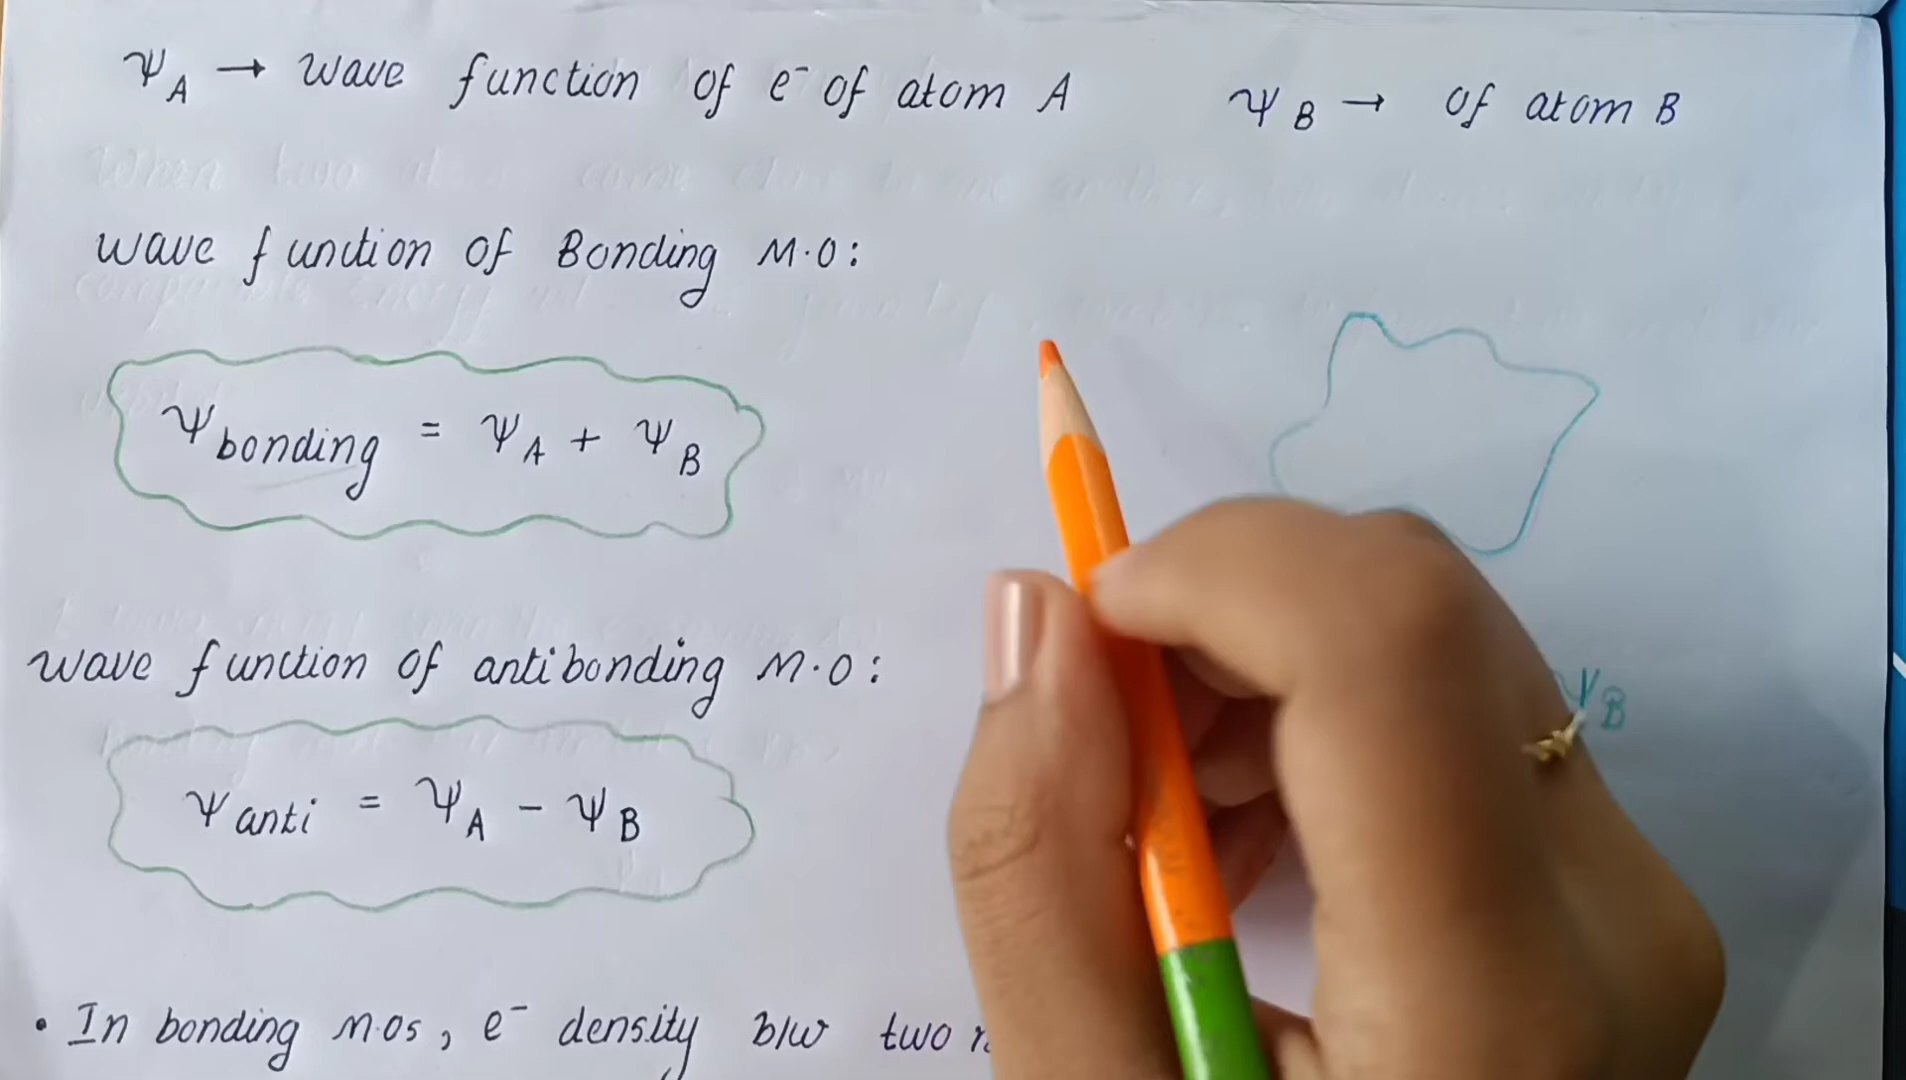 ψA → wave function of e⁻ of atom A ψB → of atom B
wave function of Bonding M.O:
ψbonding = ψA + ψB
wave function of antibonding M.O:
ψB
ψanti = ψA - ψB
• In bonding M.Os, e⁻ density b/w two